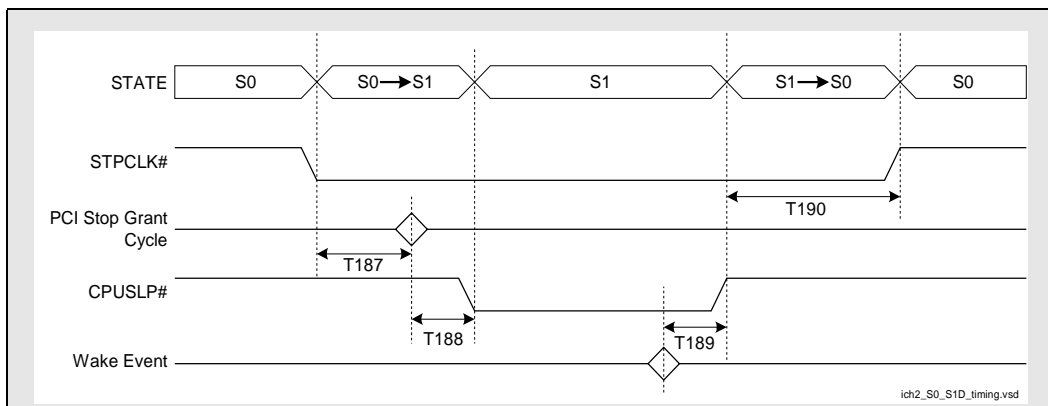 STATE S0 S0→S1 S1 S1→S0 S0
STPCLK#
T190
PCI Stop Grant
Cycle
T187
CPUSLP#
T188
T189
Wake Event
ich2_S0_S1D_timing.vsd